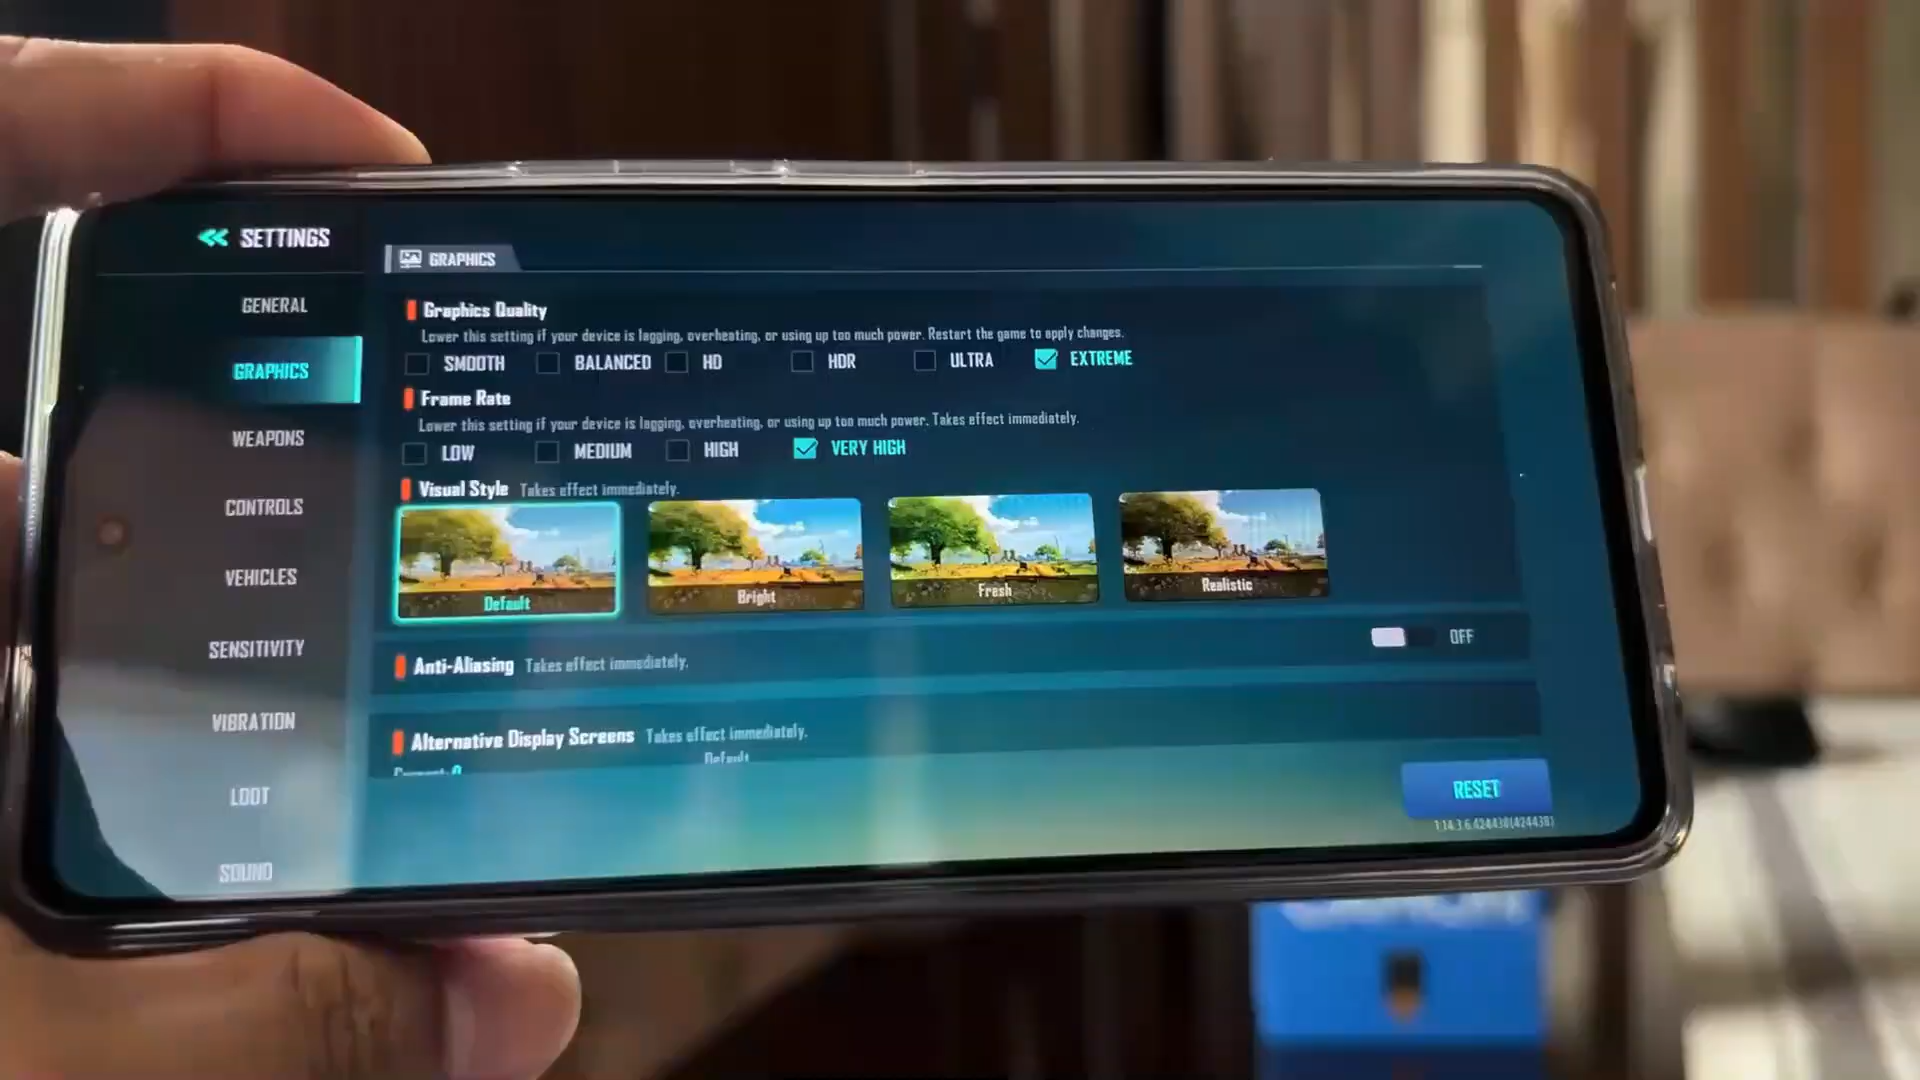 SETTINGS
GENERAL
GRAPHICS
WEAPONS
CONTROLS
VEHICLES
SENSITIVITY
VIBRATION
LOOT
SOUND
GRAPHICS
Graphics Quality
Lower this setting if your device is lagging, overheating, or using up too much power. Restart the game to apply changes.
SMOOTH BALANCED HD HDR ULTRA EXTREME
Frame Rate
Lower this setting if your device is lagging, overheating, or using up too much power. Takes effect immediately.
LOW MEDIUM HIGH VERY HIGH
Visual Style Takes effect immediately.
Default Bright Fresh Realistic
Anti-Aliasing Takes effect immediately. OFF
Alternative Display Screens Takes effect immediately.
Default
RESET